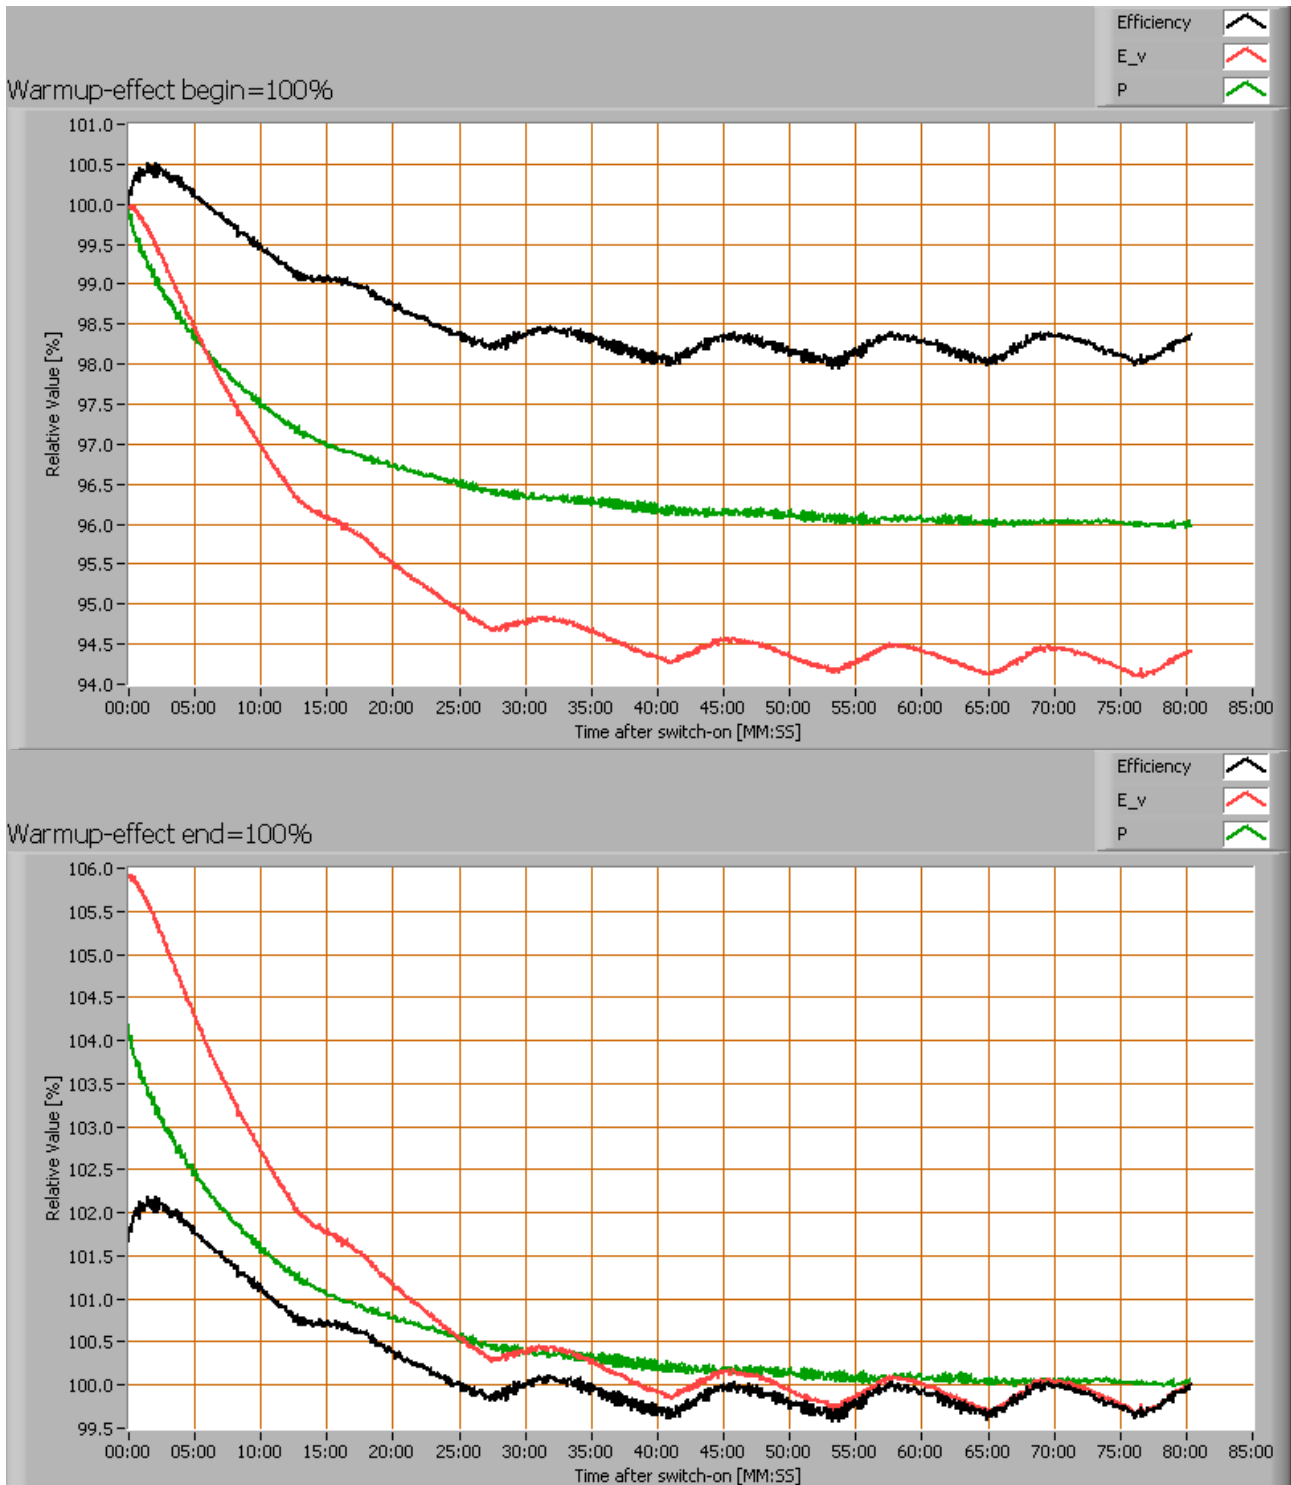 Efficiency
E_v
P
Warmup-effect begin=100%
101.0
100.5
100.0
99.5
99.0
98.5
98.0
97.5
97.0
96.5
96.0
95.5
95.0
94.5
94.0
Relative Value [%]
00:00 05:00 10:00 15:00 20:00 25:00 30:00 35:00 40:00 45:00 50:00 55:00 60:00 65:00 70:00 75:00 80:00 85:00
Time after switch-on [MM:SS]
Efficiency
E_v
P
Warmup-effect end=100%
106.0
105.5
105.0
104.5
104.0
103.5
103.0
102.5
102.0
101.5
101.0
100.5
100.0
99.5
Relative Value [%]
00:00 05:00 10:00 15:00 20:00 25:00 30:00 35:00 40:00 45:00 50:00 55:00 60:00 65:00 70:00 75:00 80:00 85:00
Time after switch-on [MM:SS]